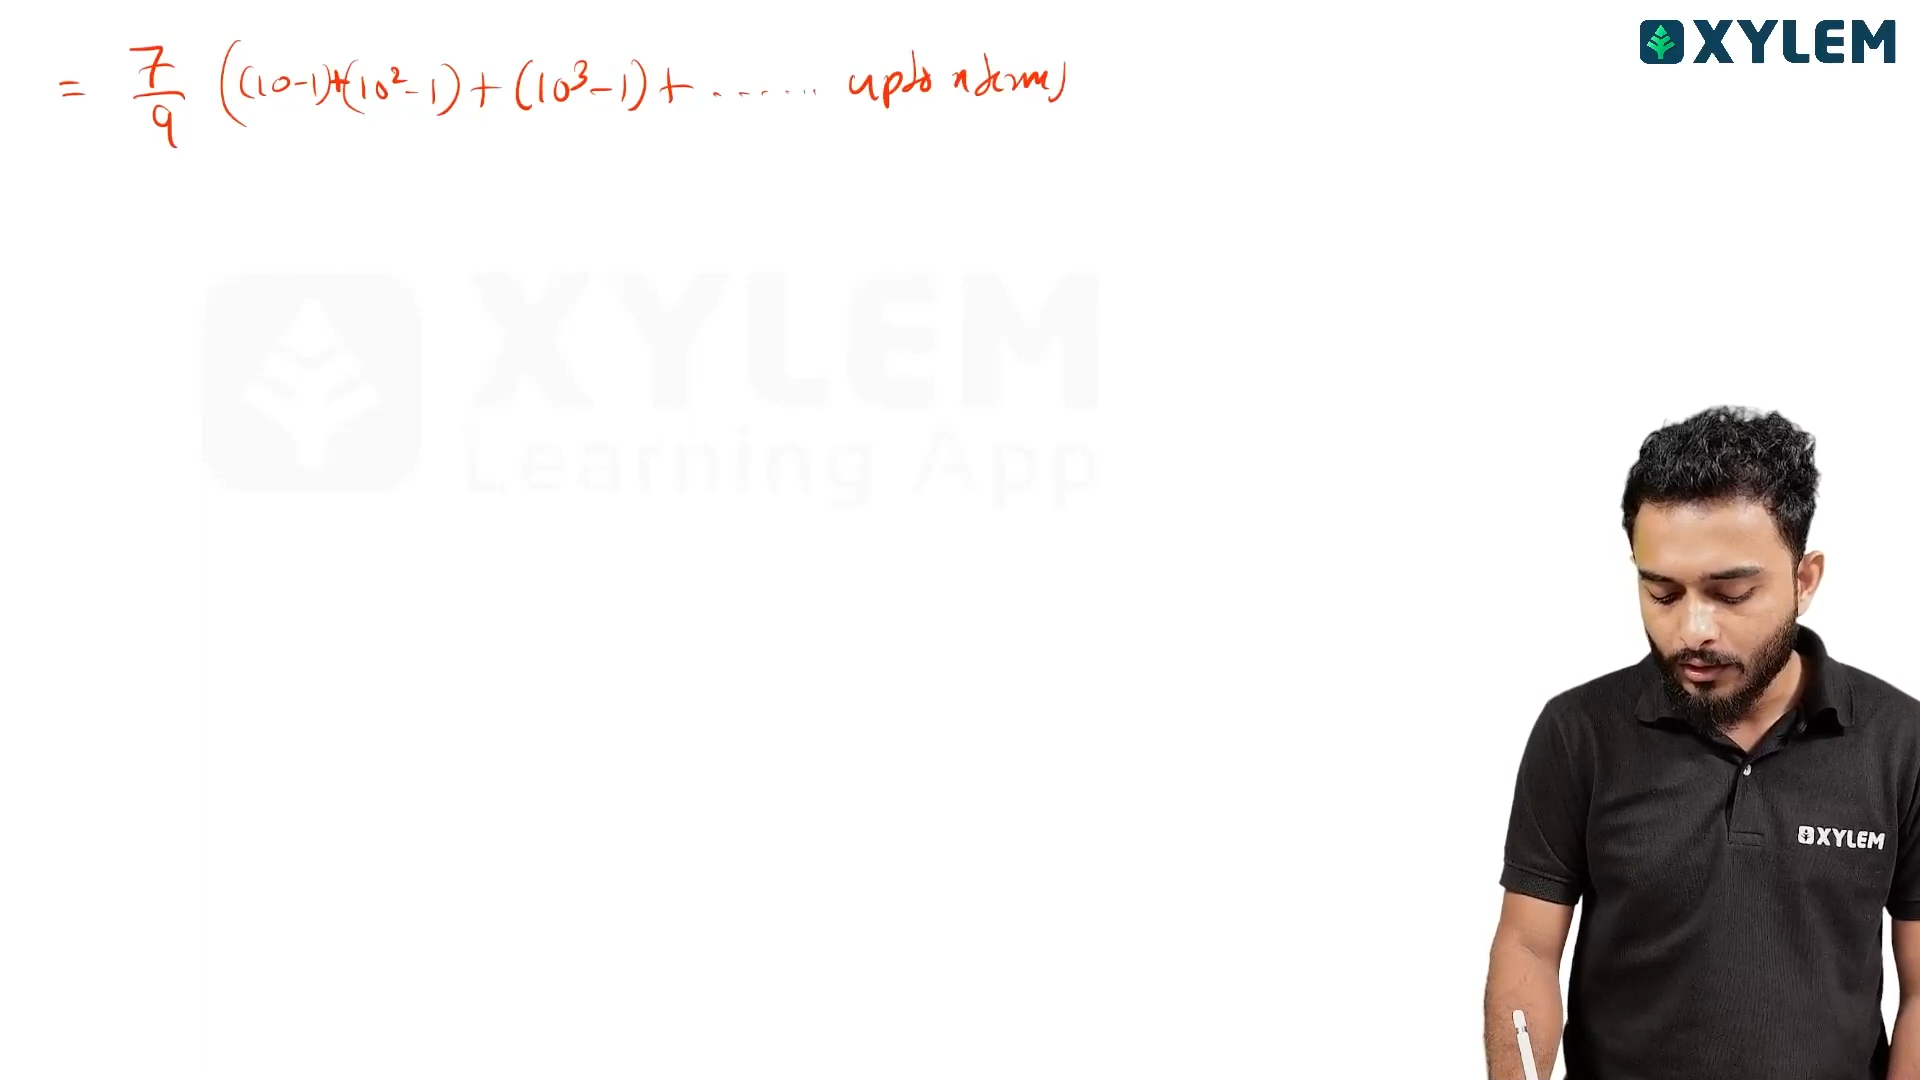 XYLEM
= 7/9 ((10-1)+(10²-1)+(10³-1)+...... upto n terms
XYLEM
Learning App
XYLEM